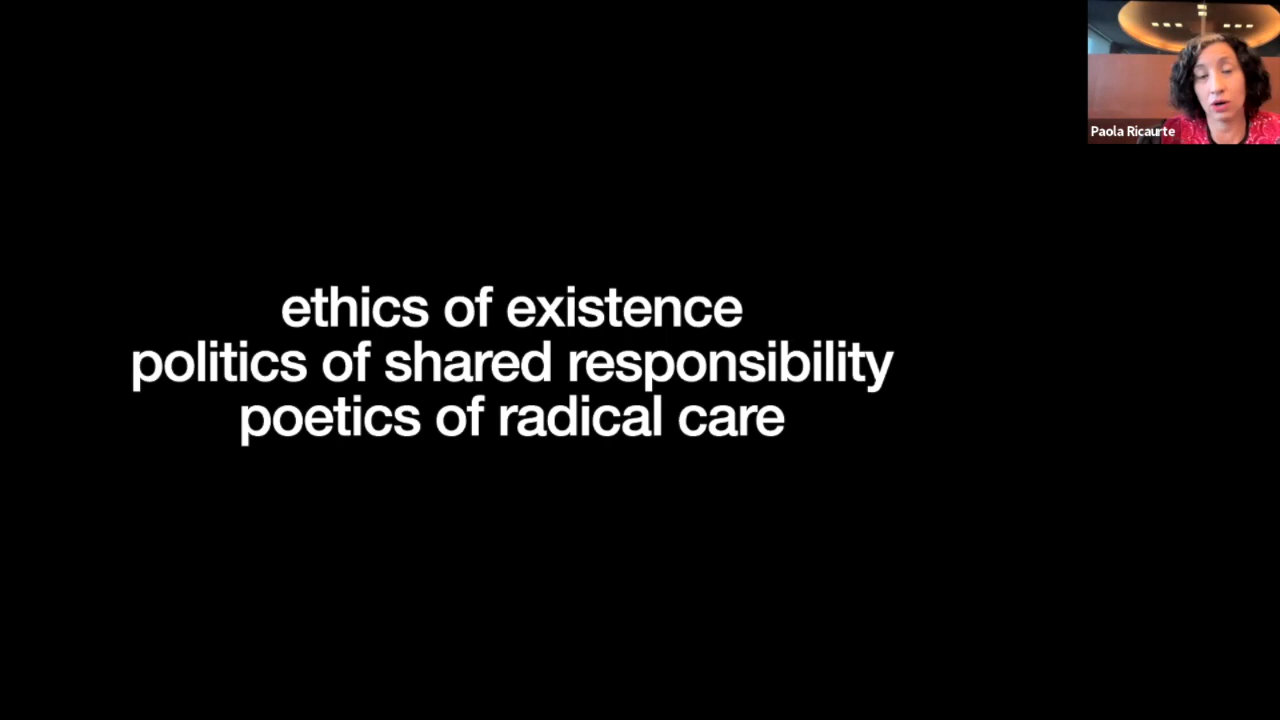 ethics of existence
politics of shared responsibility
poetics of radical care
Paola Ricaurte